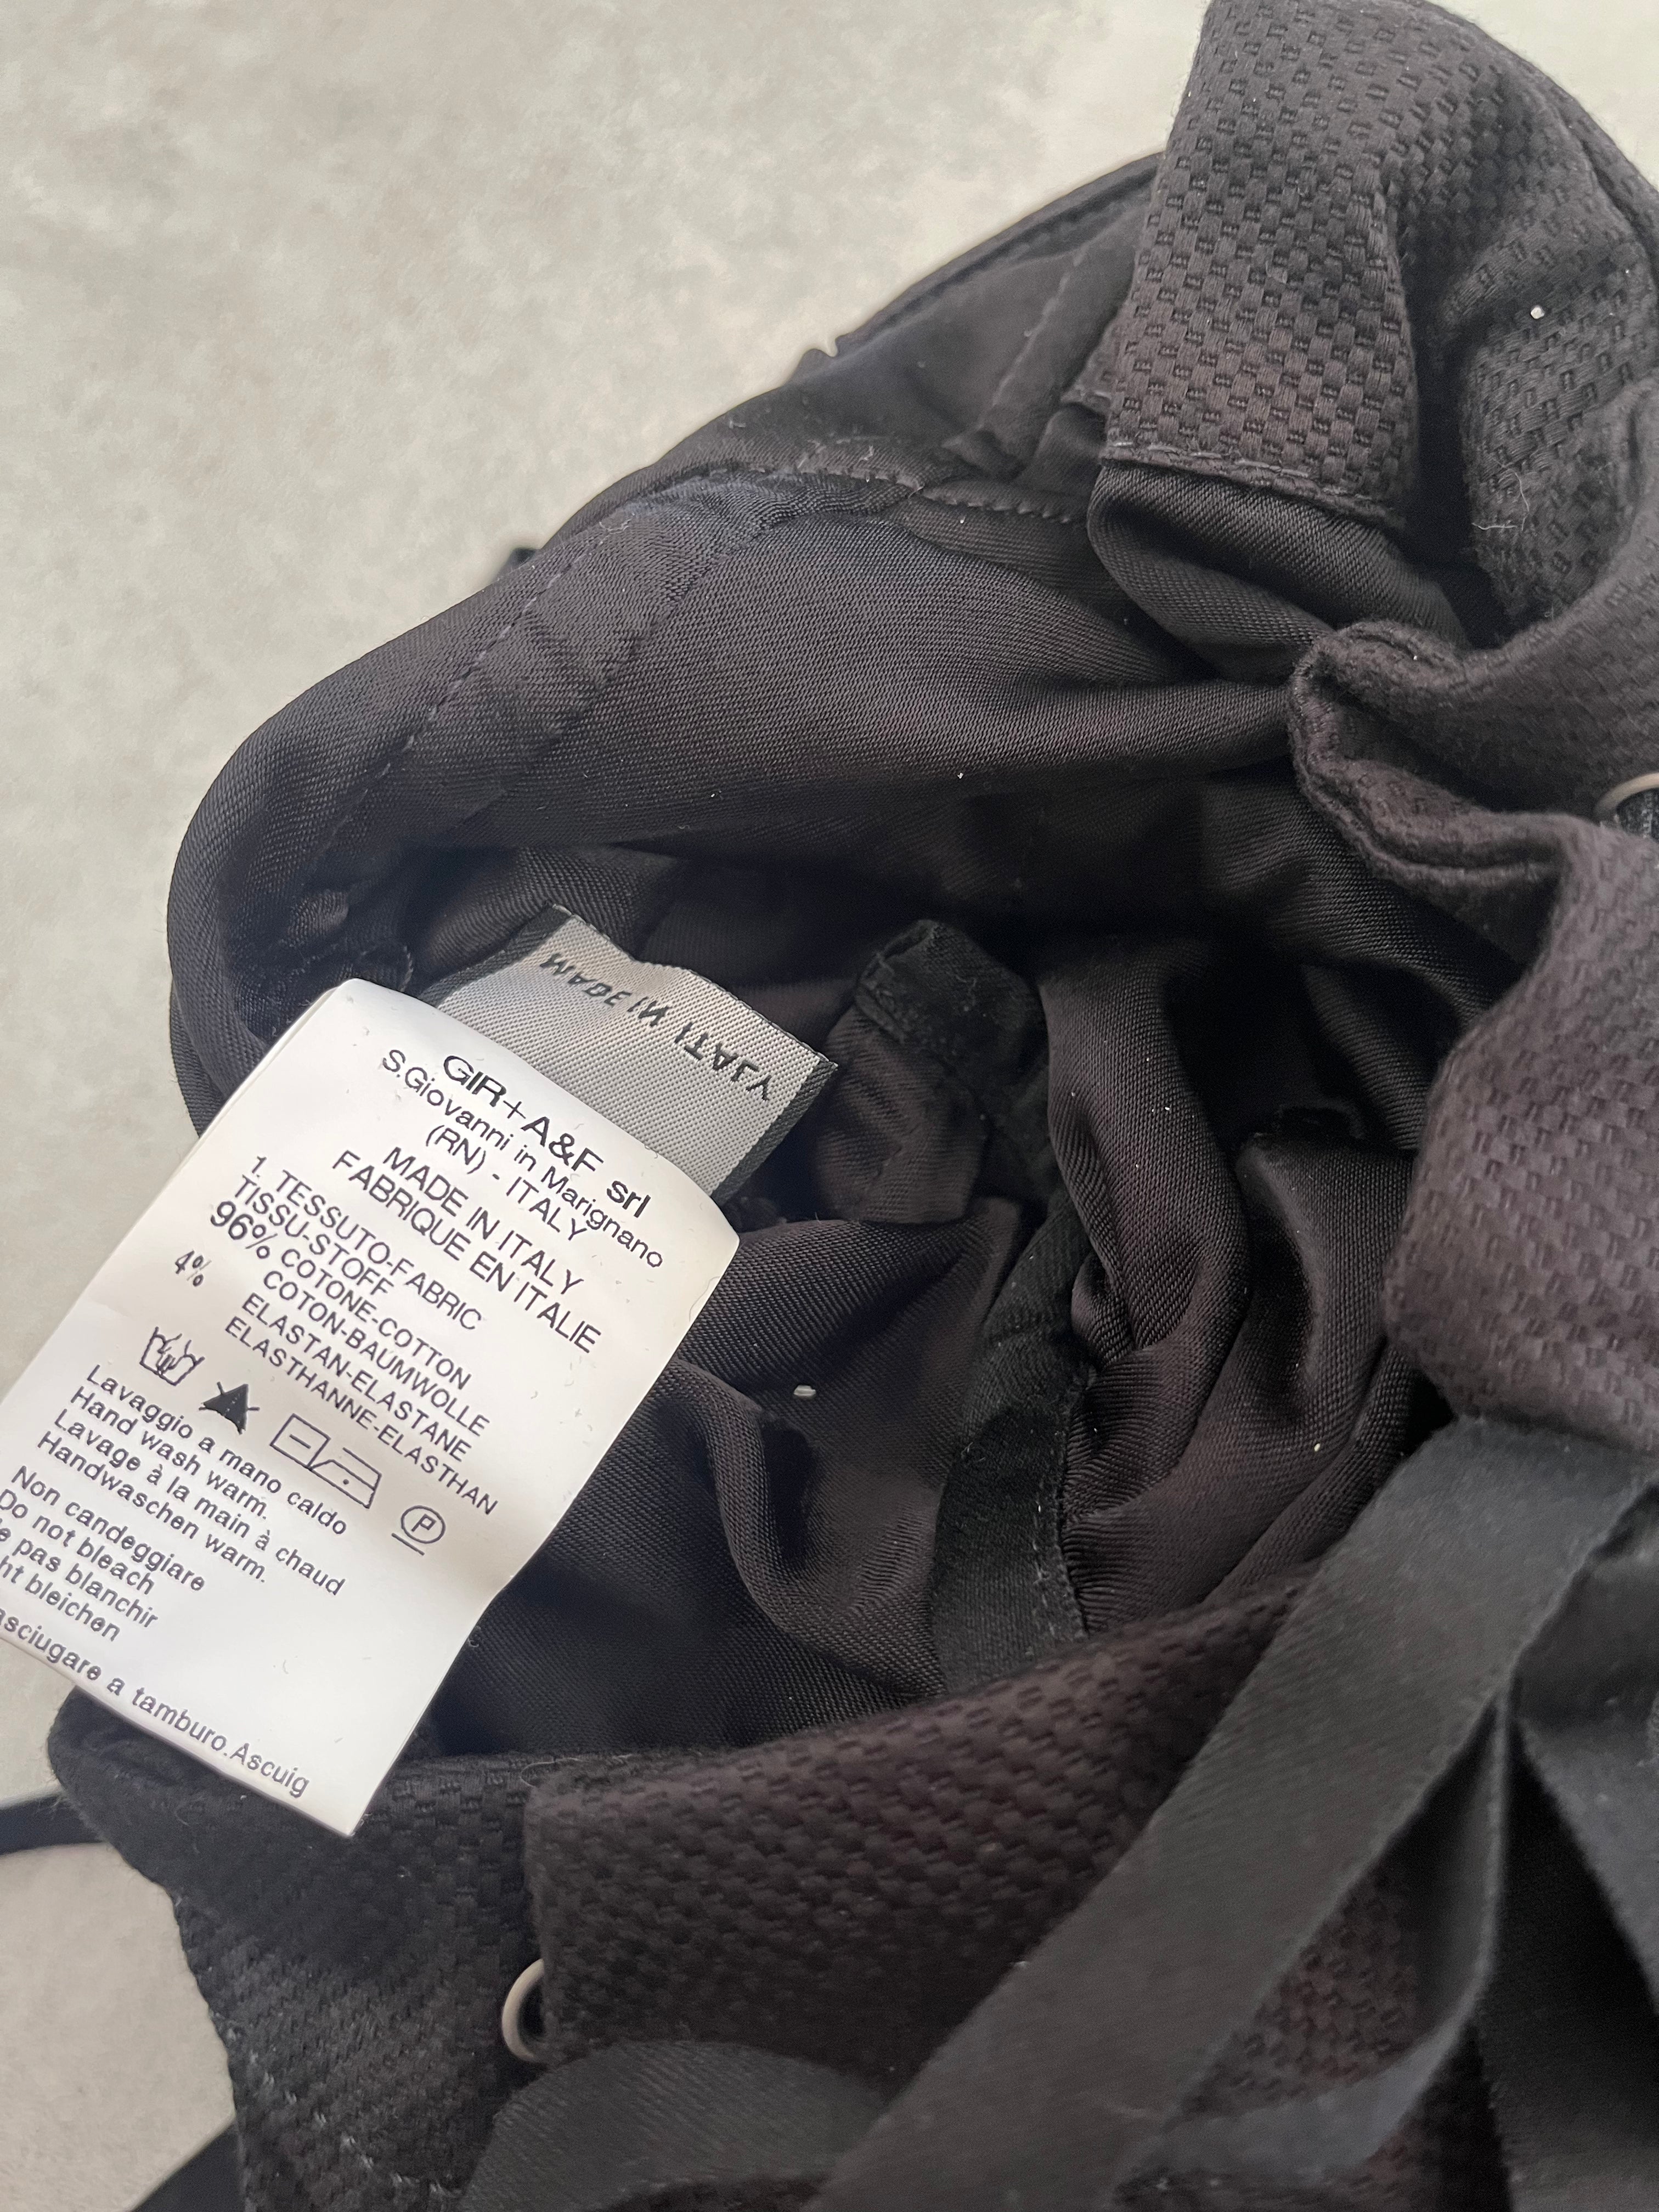 MADE IN ITALY
GIR+A&F srl
S.Giovanni in Marignano
(RN) - ITALY
MADE IN ITALY
FABRIQUE EN ITALIE
1. TESSUTO-FABRIC
TISSU-STOFF
96% COTONE-COTTON
COTON-BAUMWOLLE
4% ELASTAN-ELASTANE
ELASTHANNE-ELASTHAN
P
Lavaggio a mano caldo
Hand wash warm.
Lavage à la main à chaud
Handwaschen warm.
Non candeggiare
Do not bleach
pas blanchir
bleichen
asciugare a tamburo.Asciug